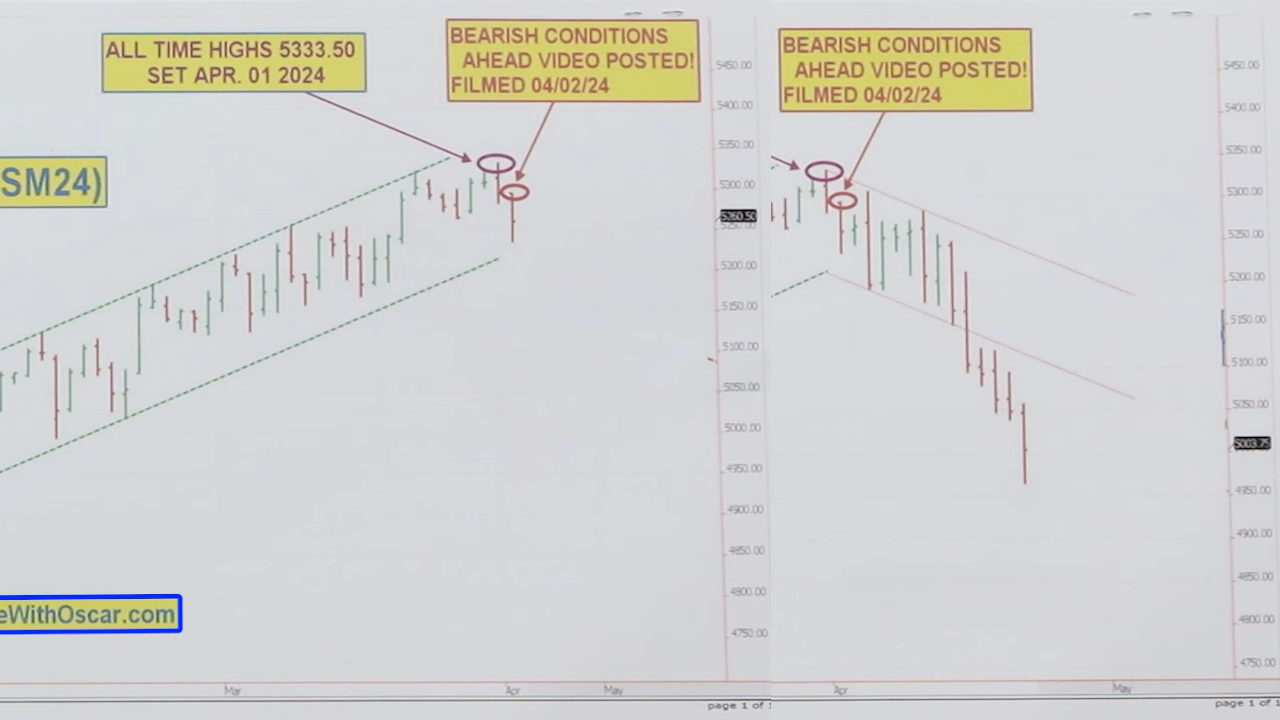 ALL TIME HIGHS 5333.50
SET APR. 01 2024
BEARISH CONDITIONS
AHEAD VIDEO POSTED!
FILMED 04/02/24
SM24)
eWithOscar.com
5450.00
5400.00
5350.00
5300.00
5260.50
5250.00
5200.00
5150.00
5100.00
5050.00
5000.00
4950.00
4900.00
4850.00
4800.00
4750.00
Mar
Apr
May
page 1 of
BEARISH CONDITIONS
AHEAD VIDEO POSTED!
FILMED 04/02/24
5450.00
5400.00
5350.00
5300.00
5250.00
5200.00
5150.00
5100.00
5050.00
5003.75
4950.00
4900.00
4850.00
4800.00
4750.00
Apr
May
page 1 of